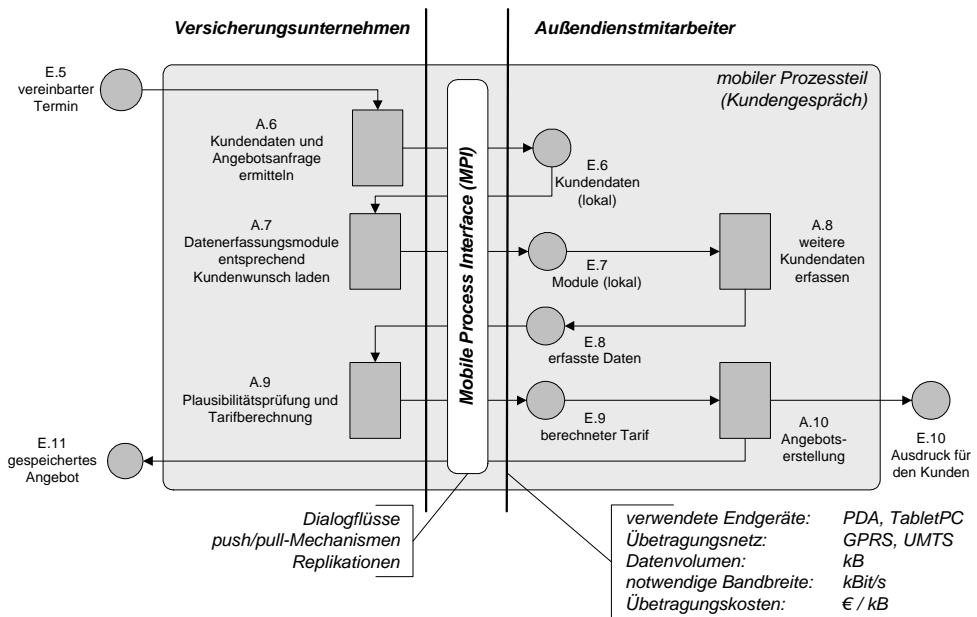 Versicherungsunternehmen
Außendienstmitarbeiter
E.5
vereinbarter
Termin
mobiler Prozessteil
(Kundengespräch)
A.6
Kundendaten und
Angebotsanfrage
ermitteln
Mobile Process Interface (MPI)
E.6
Kundendaten
(lokal)
A.7
Datenerfassungsmodule
entsprechend
Kundenwunsch laden
E.7
Module (lokal)
A.8
weitere
Kundendaten
erfassen
E.8
erfasste Daten
A.9
Plausibilitätsprüfung und
Tarifberechnung
E.9
berechneter Tarif
A.10
Angebots-
erstellung
E.10
Ausdruck für
den Kunden
E.11
gespeichertes
Angebot
Dialogflüsse
push/pull-Mechanismen
Replikationen
verwendete Endgeräte: PDA, TabletPC
Übetragungsnetz: GPRS, UMTS
Datenvolumen: kB
notwendige Bandbreite: kBit/s
Übetragungskosten: € / kB